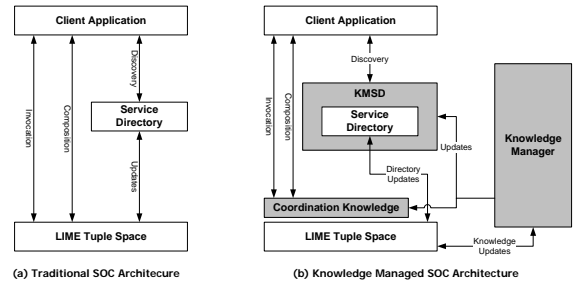 Client Application
Discovery
Invocation
Composition
Service
Directory
Updates
LIME Tuple Space
(a) Traditional SOC Architecure
Client Application
Discovery
Invocation
Composition
KMSD
Service
Directory
Updates
Knowledge
Manager
Directory
Updates
Coordination Knowledge
LIME Tuple Space
Knowledge
Updates
(b) Knowledge Managed SOC Architecture